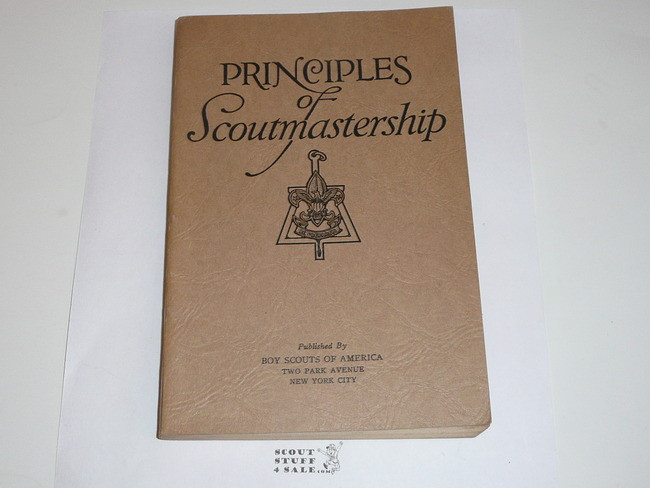 PRINCIPLES
of
Scoutmastership
Published By
BOY SCOUTS OF AMERICA
TWO PARK AVENUE
NEW YORK CITY
SCOUT
STUFF
4 SALE.com